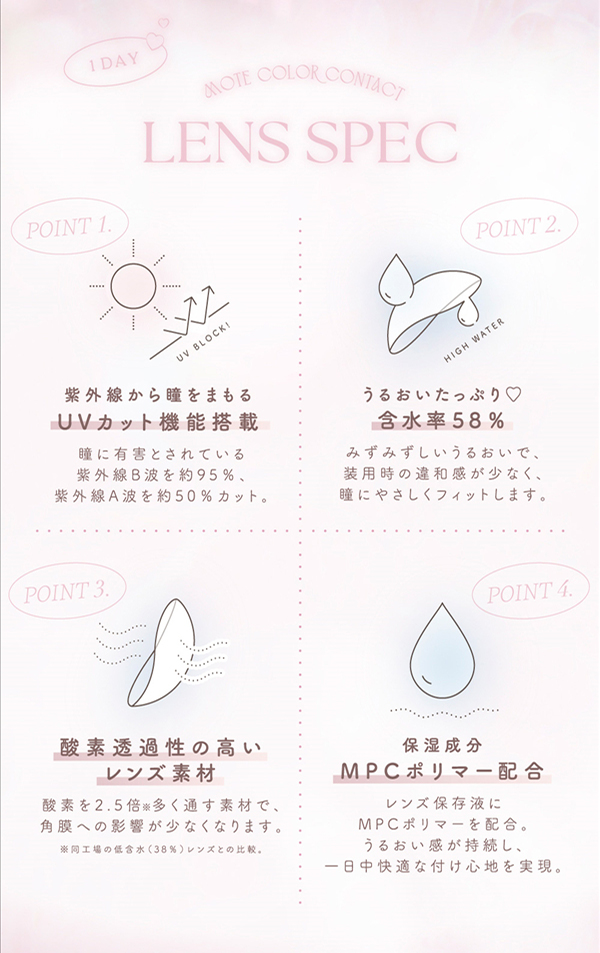 1DAY
MOTE COLOR CONTACT
LENS SPEC
POINT 1.
UV BLOCK!
紫外線から瞳をまもる
UVカット機能搭載
瞳に有害とされている
紫外線B波を約95%、
紫外線A波を約50%カット。
POINT 2.
HIGH WATER
うるおいたっぷり♡
含水率58%
みずみずしいうるおいで、
装用時の違和感が少なく、
瞳にやさしくフィットします。
POINT 3.
酸素透過性の高い
レンズ素材
酸素を2.5倍※多く通す素材で、
角膜への影響が少なくなります。
※同工場の低含水(38%)レンズとの比較。
POINT 4.
保湿成分
MPCポリマー配合
レンズ保存液に
MPCポリマーを配合。
うるおい感が持続し、
一日中快適な付け心地を実現。